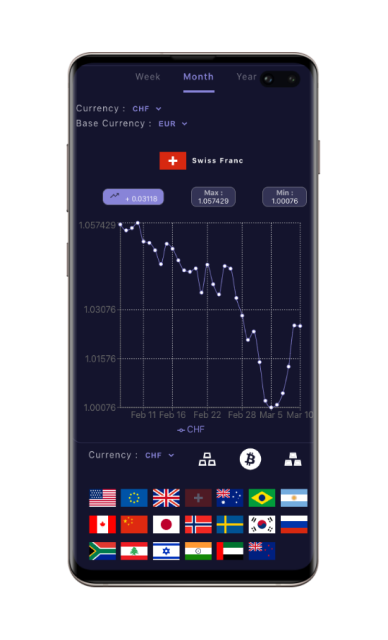 Week Month Year
Currency : CHF
Base Currency : EUR
Swiss Franc
+ 0.03118
Max :
1.057429
Min :
1.00076
1.057429
1.03076
1.01576
1.00076
Feb 11 Feb 16 Feb 22 Feb 28 Mar 5 Mar 10
CHF
Currency : CHF